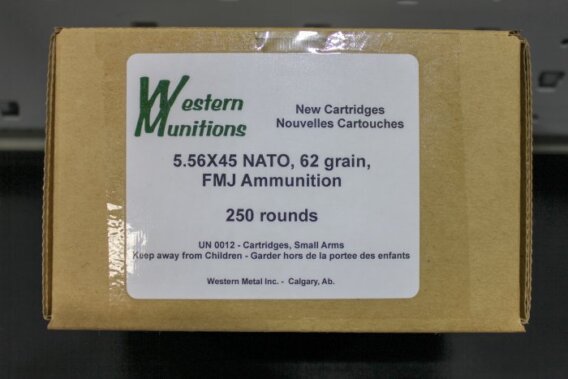 Western
Munitions
New Cartridges
Nouvelles Cartouches
5.56X45 NATO, 62 grain,
FMJ Ammunition
250 rounds
UN 0012 - Cartridges, Small Arms
Keep away from Children - Garder hors de la portee des enfants
Western Metal Inc. - Calgary, Ab.